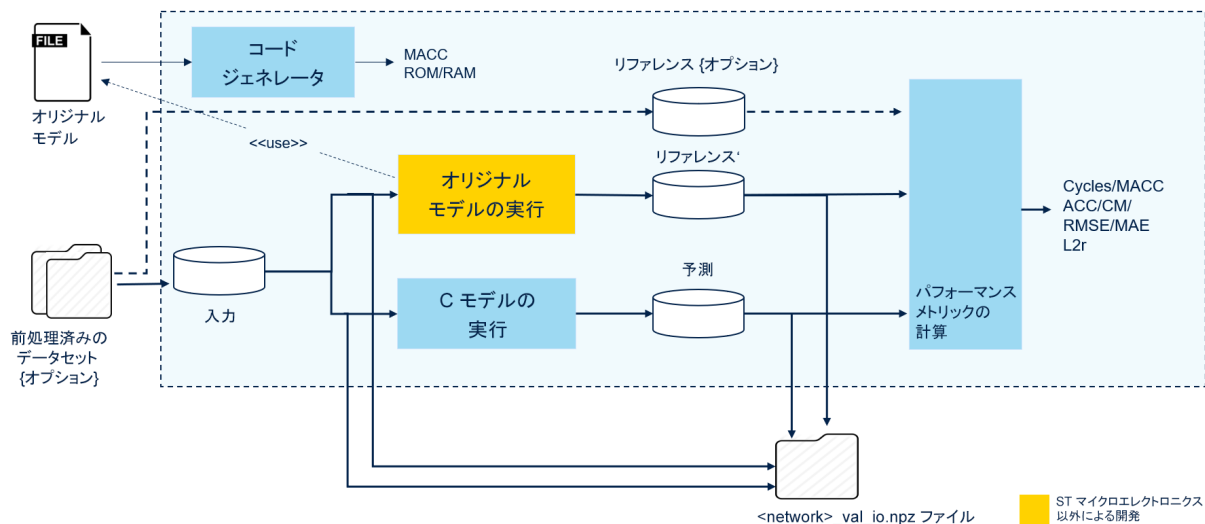 FILE
オリジナル
モデル
コード
ジェネレータ
MACC
ROM/RAM
リファレンス {オプション}
<<use>>
オリジナル
モデルの実行
リファレンス‘
Cycles/MACC
ACC/CM/
RMSE/MAE
L2r
入力
C モデルの
実行
予測
パフォーマンス
メトリックの
計算
前処理済みの
データセット
{オプション}
<network>_val_io.npz ファイル
ST マイクロエレクトロニクス
以外による開発